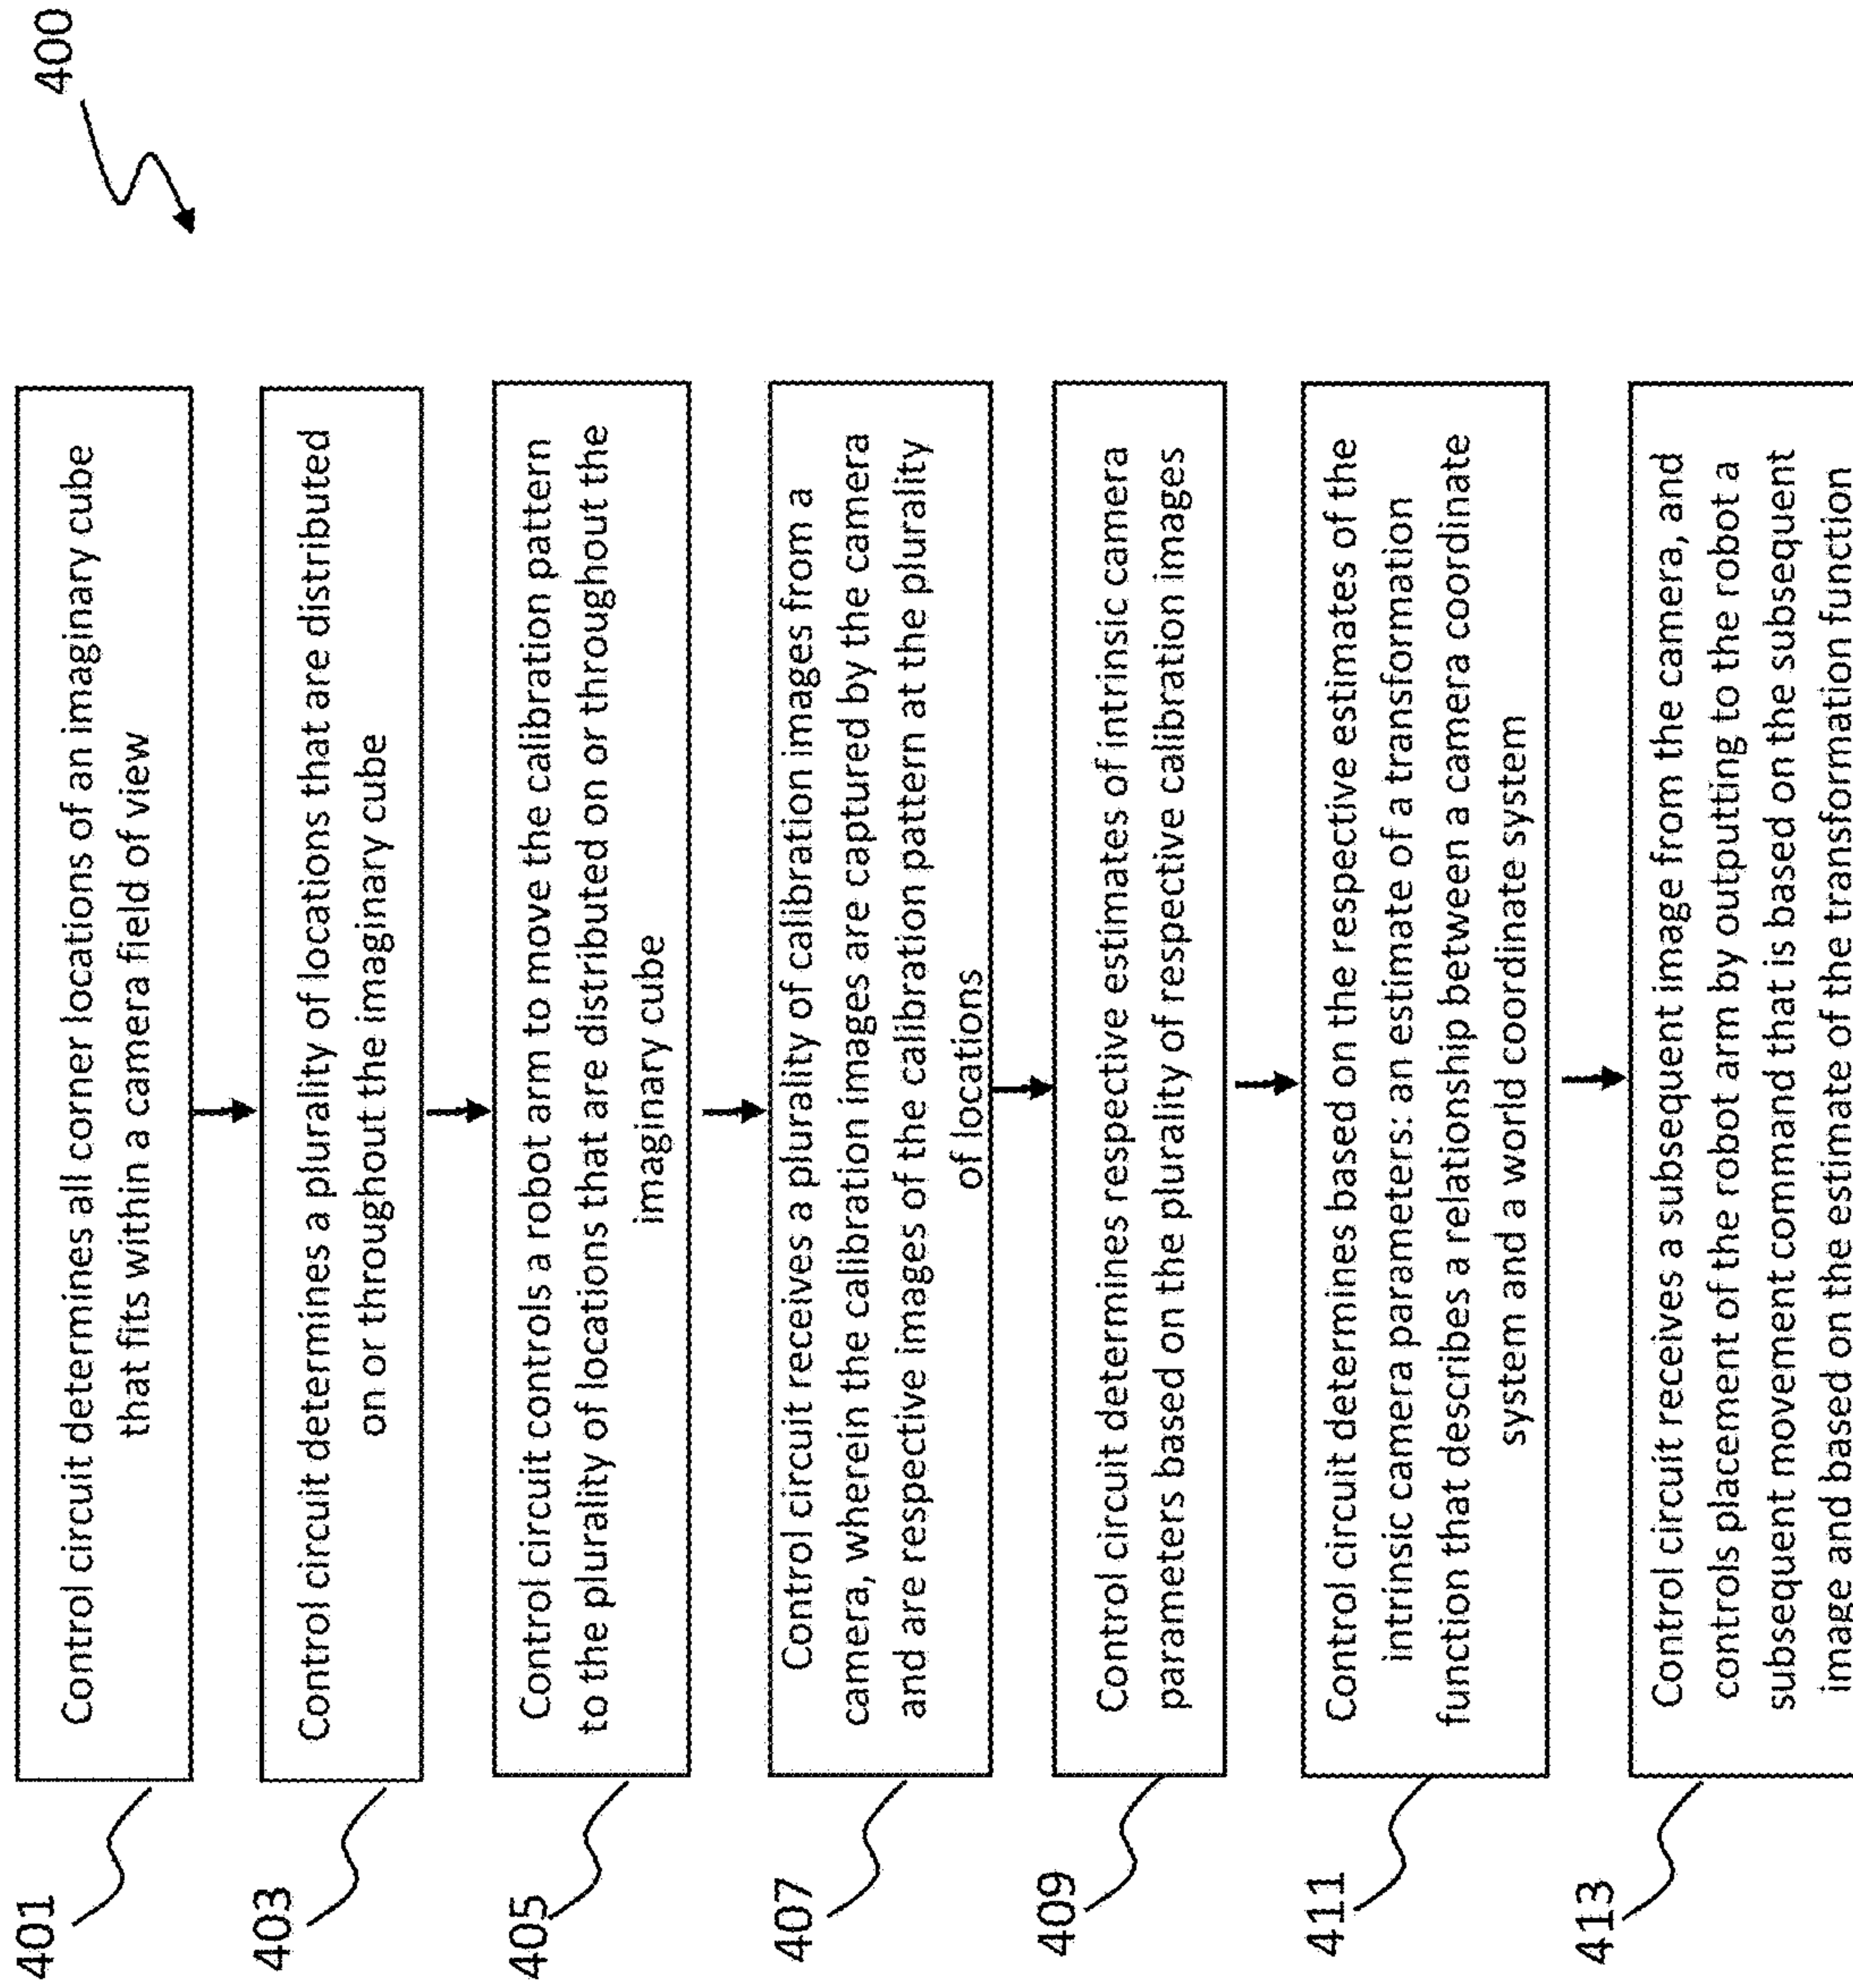 400
401
Control circuit determines all corner locations of an imaginary cube
that fits within a camera field of view
403
Control circuit determines a plurality of locations that are distributed
on or throughout the imaginary cube
405
Control circuit controls a robot arm to move the calibration pattern
to the plurality of locations that are distributed on or throughout the
imaginary cube
407
Control circuit receives a plurality of calibration images from a
camera, wherein the calibration images are captured by the camera
and are respective images of the calibration pattern at the plurality
of locations
409
Control circuit determines respective estimates of intrinsic camera
parameters based on the plurality of respective calibration images
411
Control circuit determines based on the respective estimates of the
intrinsic camera parameters: an estimate of a transformation
function that describes a relationship between a camera coordinate
system and a world coordinate system
413
Control circuit receives a subsequent image from the camera, and
controls placement of the robot arm by outputting to the robot a
subsequent movement command that is based on the subsequent
image and based on the estimate of the transformation function